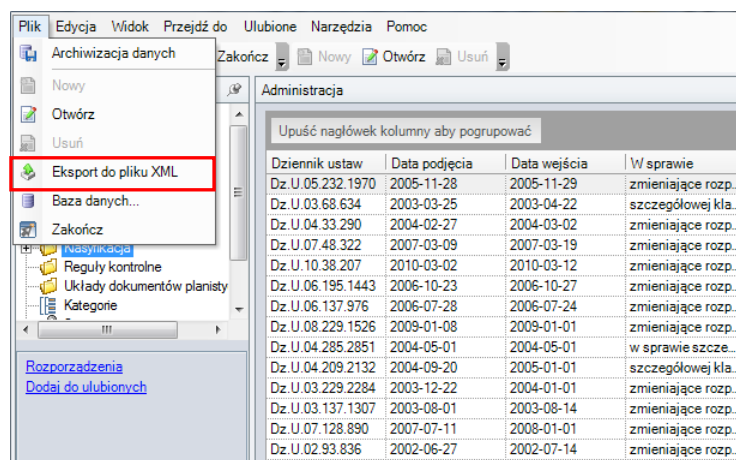 Plik Edycja Widok Przejdź do Ulubione Narzędzia Pomoc
Archiwizacja danych
Zakończ Nowy Otwórz Usuń
Nowy
Otwórz
Usuń
Eksport do pliku XML
Baza danych...
Zakończ
Klasyfikacja
Reguły kontrolne
Układy dokumentów planisty
Kategorie
Rozporządzenia
Dodaj do ulubionych
Administracja
Upuść nagłówek kolumny aby pogrupować
Dziennik ustaw Data podjęcia Data wejścia W sprawie
Dz.U.05.232.1970 2005-11-28 2005-11-29 zmieniające rozp...
Dz.U.03.68.634 2003-03-25 2003-04-22 szczegółowej kla...
Dz.U.04.33.290 2004-02-27 2004-03-02 zmieniające rozp...
Dz.U.07.48.322 2007-03-09 2007-03-19 zmieniające rozp...
Dz.U.10.38.207 2010-03-02 2010-03-12 zmieniające rozp...
Dz.U.06.195.1443 2006-10-23 2006-10-27 zmieniające rozp...
Dz.U.06.137.976 2006-07-28 2006-07-24 zmieniające rozp...
Dz.U.08.229.1526 2009-01-08 2009-01-01 zmieniające rozp...
Dz.U.04.285.2851 2004-05-01 2004-05-01 w sprawie szcze...
Dz.U.04.209.2132 2004-09-20 2005-01-01 szczegółowej kla...
Dz.U.03.229.2284 2003-12-22 2004-01-01 zmieniające rozp...
Dz.U.03.137.1307 2003-08-01 2003-08-14 zmieniające rozp...
Dz.U.07.128.890 2007-07-11 2008-01-01 zmieniające rozp...
Dz.U.02.93.836 2002-06-27 2002-07-14 zmieniające rozp...